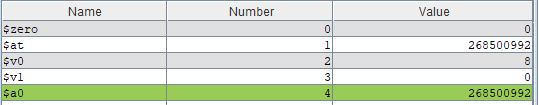 Name Number Value
$zero 0 0
$at 1 268500992
$v0 2 8
$v1 3 0
$a0 4 268500992